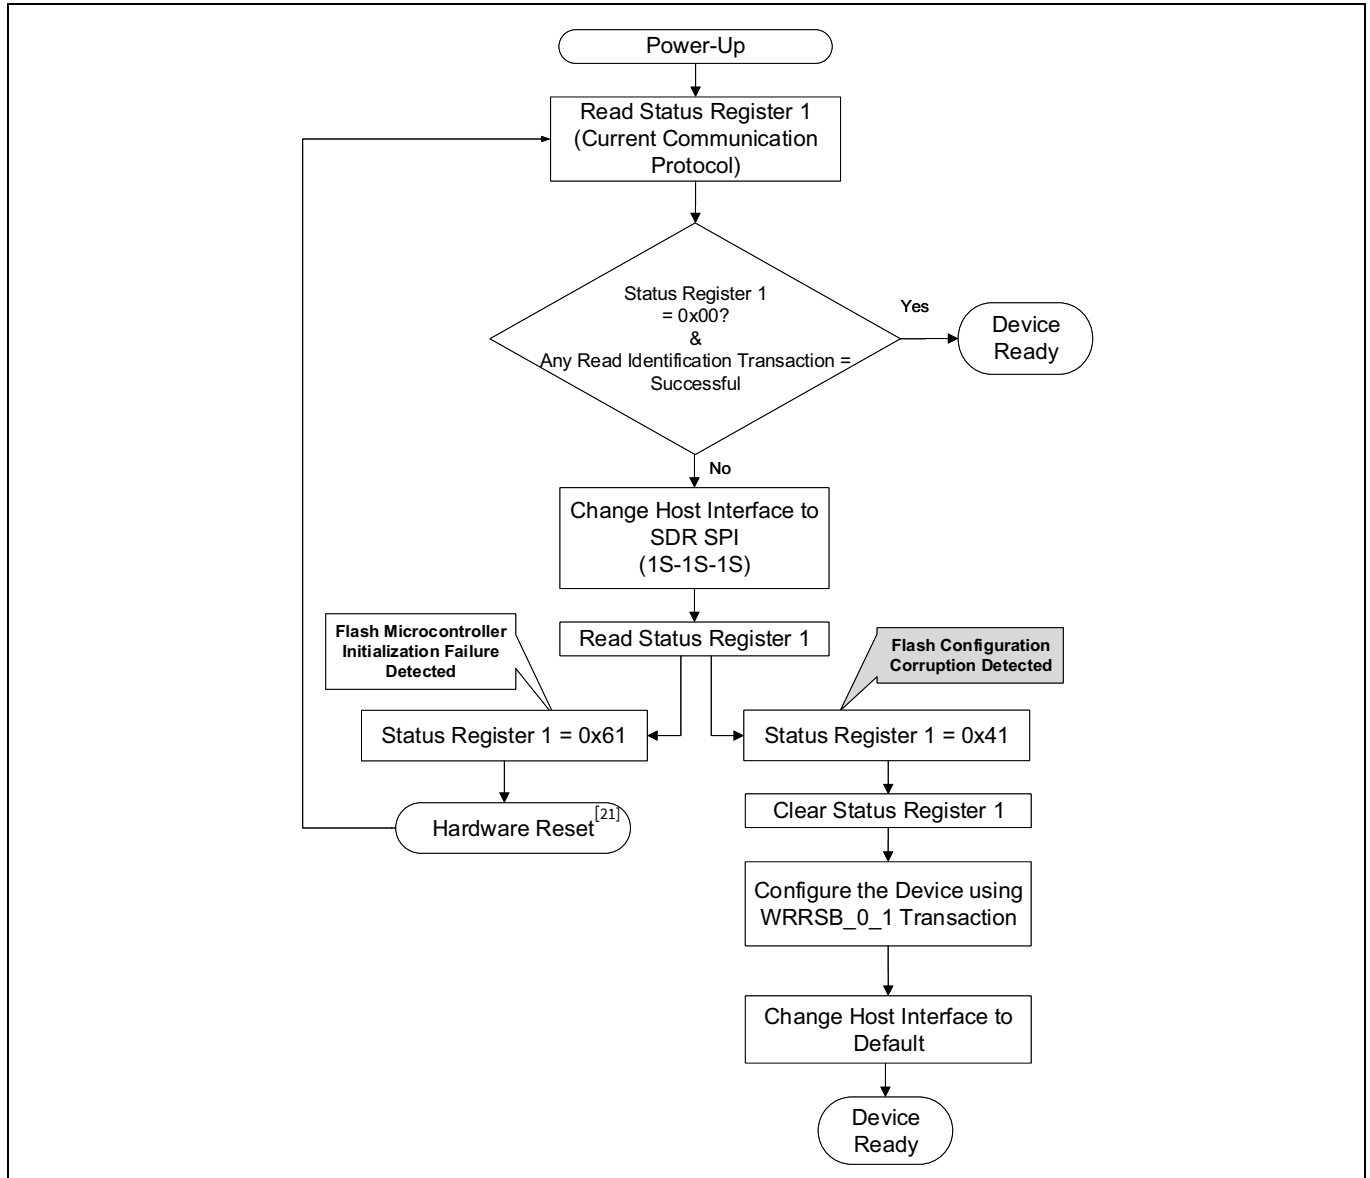 Power-Up
Read Status Register 1
(Current Communication
Protocol)
Status Register 1
= 0x00?
&
Any Read Identification Transaction =
Successful
Yes
Device
Ready
No
Change Host Interface to
SDR SPI
(1S-1S-1S)
Read Status Register 1
Flash Microcontroller
Initialization Failure
Detected
Flash Configuration
Corruption Detected
Status Register 1 = 0x61
Status Register 1 = 0x41
Hardware Reset[21]
Clear Status Register 1
Configure the Device using
WRRSB_0_1 Transaction
Change Host Interface to
Default
Device
Ready